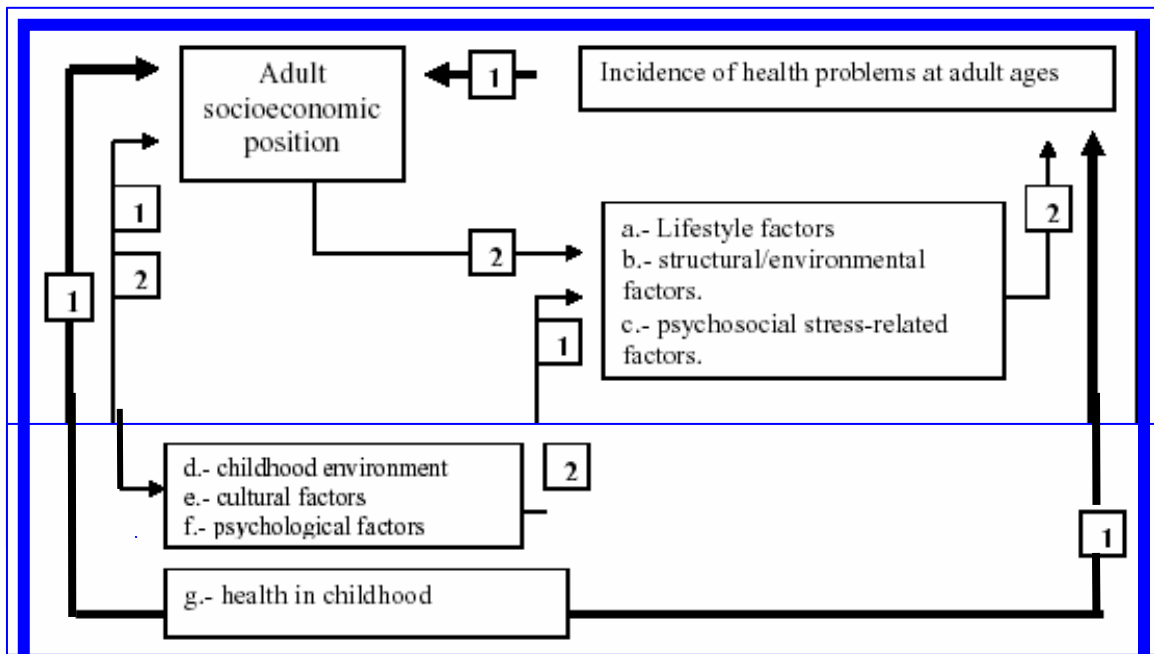 Adult
socioeconomic
position
1
Incidence of health problems at adult ages
1
2
1
2
2
a.- Lifestyle factors
b.- structural/environmental
factors.
c.- psychosocial stress-related
factors.
1
1
d.- childhood environment
e.- cultural factors
f.- psychological factors
2
1
g.- health in childhood